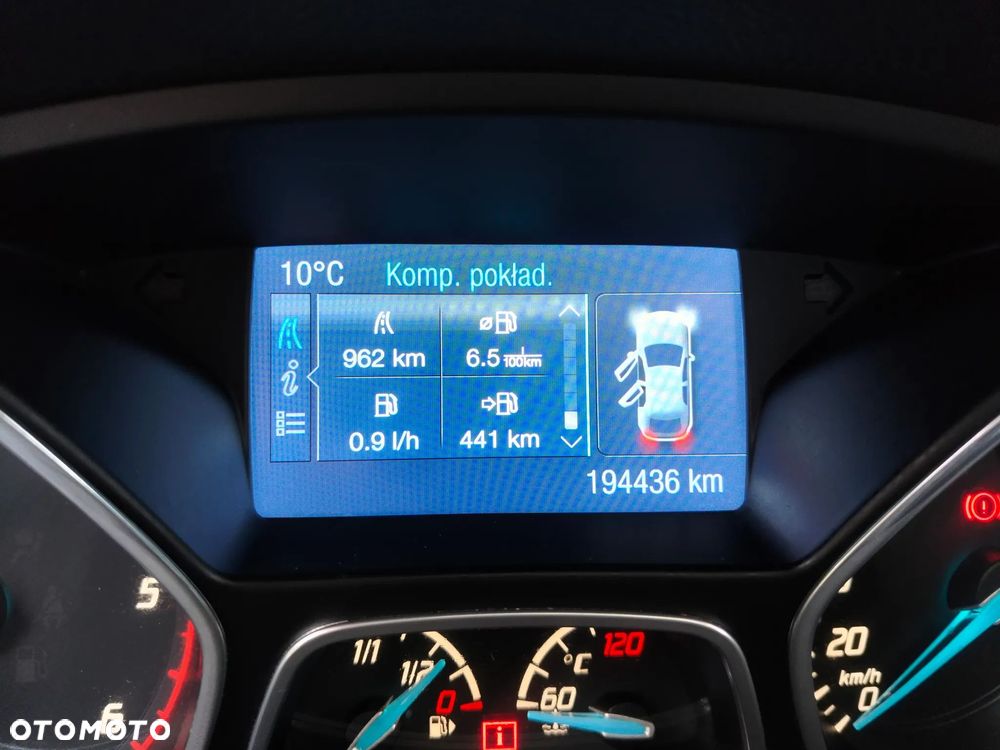 10°C Komp. pokład.
962 km 6.5 l/100km
0.9 l/h 441 km
194436 km
5
6
1/1
1/2
0
°C
120
60
20
km/h
0
OTOMOTO